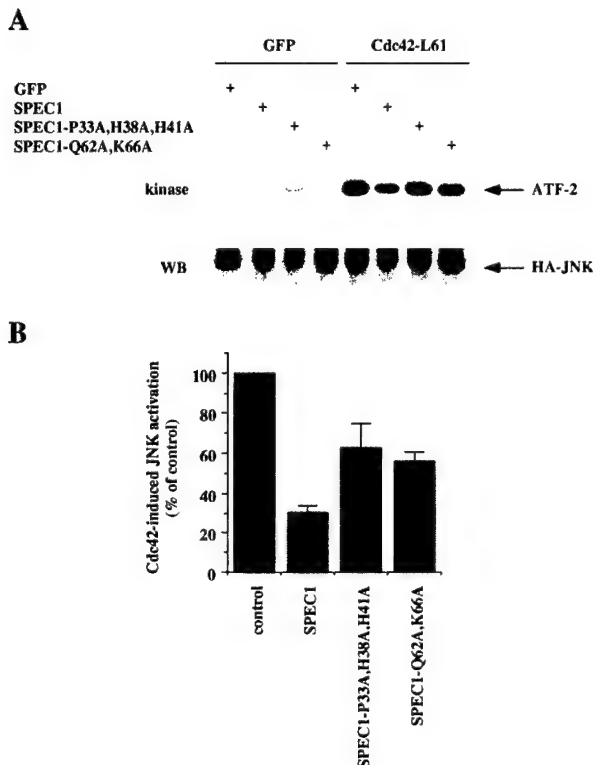 A
GFP Cdc42-L61
GFP + +
SPEC1 + +
SPEC1-P33A,H38A,H41A + +
SPEC1-Q62A,K66A + +
kinase ATF-2
WB HA-JNK
B
Cdc42-induced JNK activation
(% of control)
100
80
60
40
20
0
control
SPEC1
SPEC1-P33A,H38A,H41A
SPEC1-Q62A,K66A